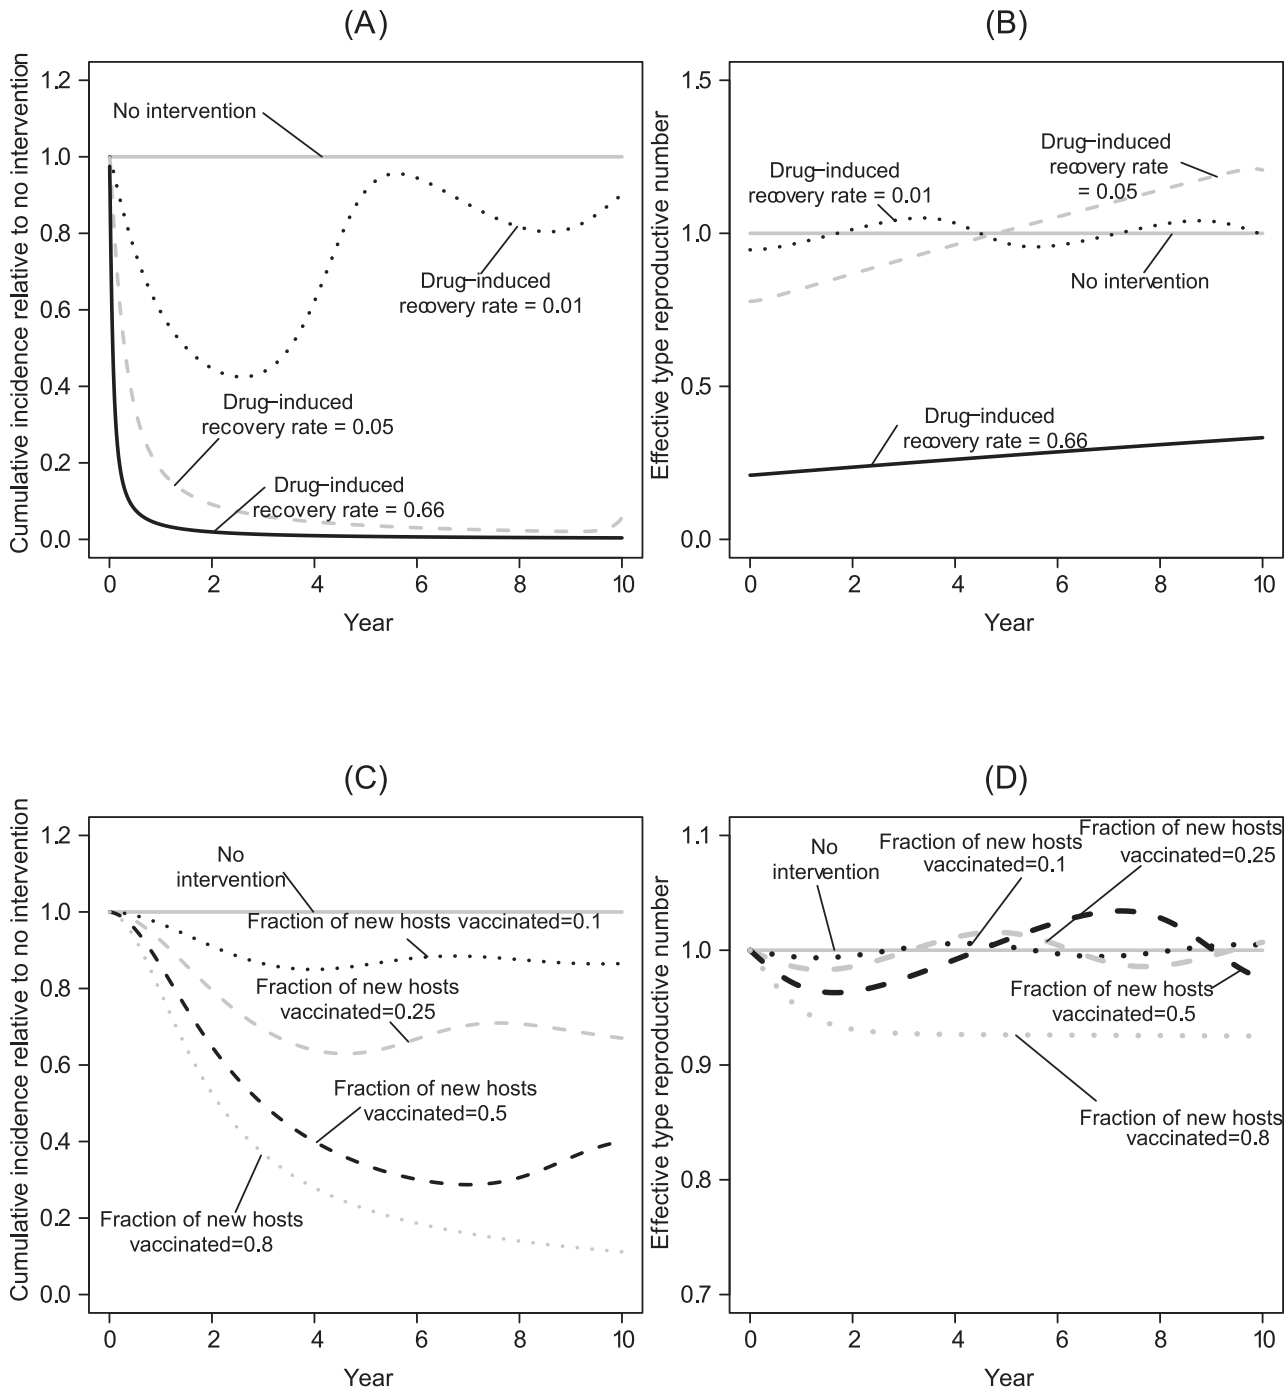 (A)
Cumulative incidence relative to no intervention
1.2
1.0
0.8
0.6
0.4
0.2
0.0
No intervention
Drug-induced
recovery rate = 0.01
Drug-induced
recovery rate = 0.05
Drug-induced
recovery rate = 0.66
0
2
4
6
8
10
Year
(B)
Effective type reproductive number
1.5
1.0
0.5
0.0
Drug-induced
recovery rate = 0.01
Drug-induced
recovery rate
= 0.05
No intervention
Drug-induced
recovery rate = 0.66
0
2
4
6
8
10
Year
(C)
Cumulative incidence relative to no intervention
1.2
1.0
0.8
0.6
0.4
0.2
0.0
No
intervention
Fraction of new hosts vaccinated=0.1
Fraction of new hosts
vaccinated=0.25
Fraction of new hosts
vaccinated=0.5
Fraction of new hosts
vaccinated=0.8
0
2
4
6
8
10
Year
(D)
Effective type reproductive number
1.1
1.0
0.9
0.8
0.7
No
intervention
Fraction of new hosts
vaccinated=0.1
Fraction of new hosts
vaccinated=0.25
Fraction of new hosts
vaccinated=0.5
Fraction of new hosts
vaccinated=0.8
0
2
4
6
8
10
Year